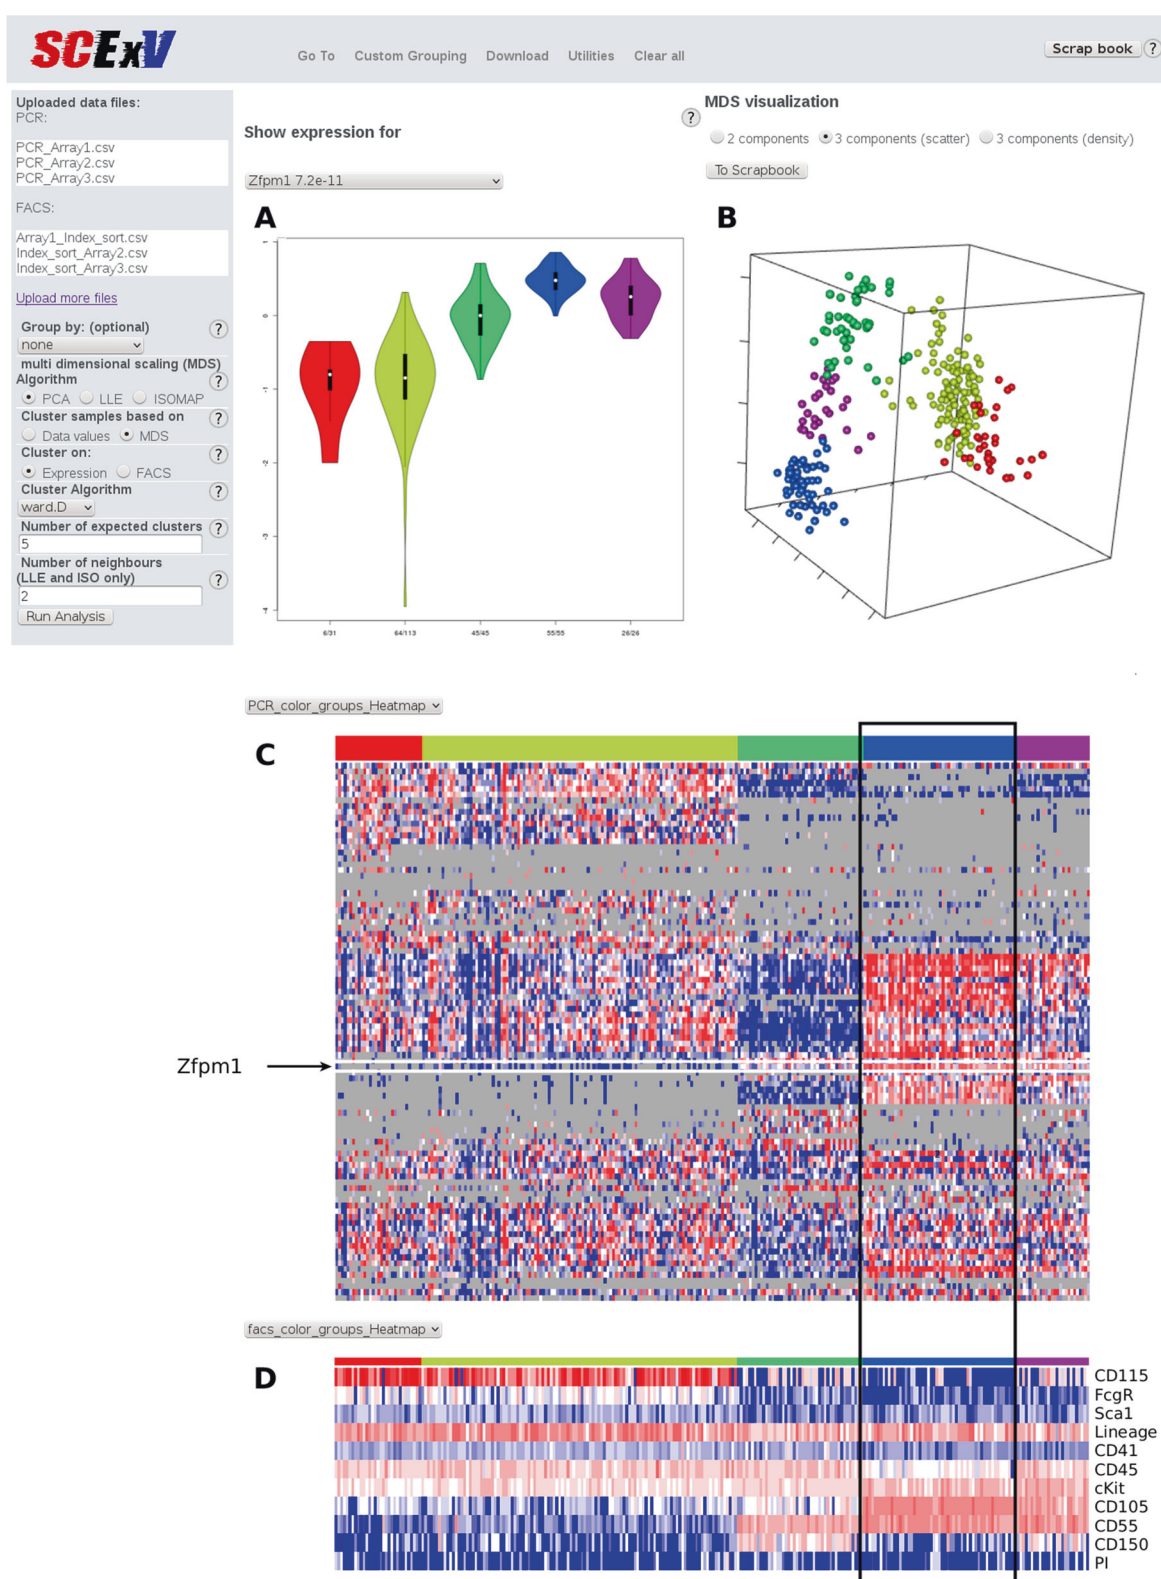 SCExV
Go To Custom Grouping Download Utilities Clear all
Scrap book ?
Uploaded data files:
PCR:
PCR_Array1.csv
PCR_Array2.csv
PCR_Array3.csv
FACS:
Array1_Index_sort.csv
Index_sort_Array2.csv
Index_sort_Array3.csv
Upload more files
Group by: (optional) ?
none
multi dimensional scaling (MDS)
Algorithm ?
PCA LLE ISOMAP
Cluster samples based on ?
Data values MDS
Cluster on: ?
Expression FACS
Cluster Algorithm ?
ward.D
Number of expected clusters ?
5
Number of neighbours
(LLE and ISO only) ?
2
Run Analysis
Show expression for
Zfpm1 7.2e-11
?
MDS visualization
2 components 3 components (scatter) 3 components (density)
To Scrapbook
A
1
0
-1
-2
-3
-4
6/31 64/113 45/45 55/55 26/26
B
PCR_color_groups_Heatmap
C
Zfpm1
facs_color_groups_Heatmap
D
CD115
FcgR
Sca1
Lineage
CD41
CD45
cKit
CD105
CD55
CD150
PI